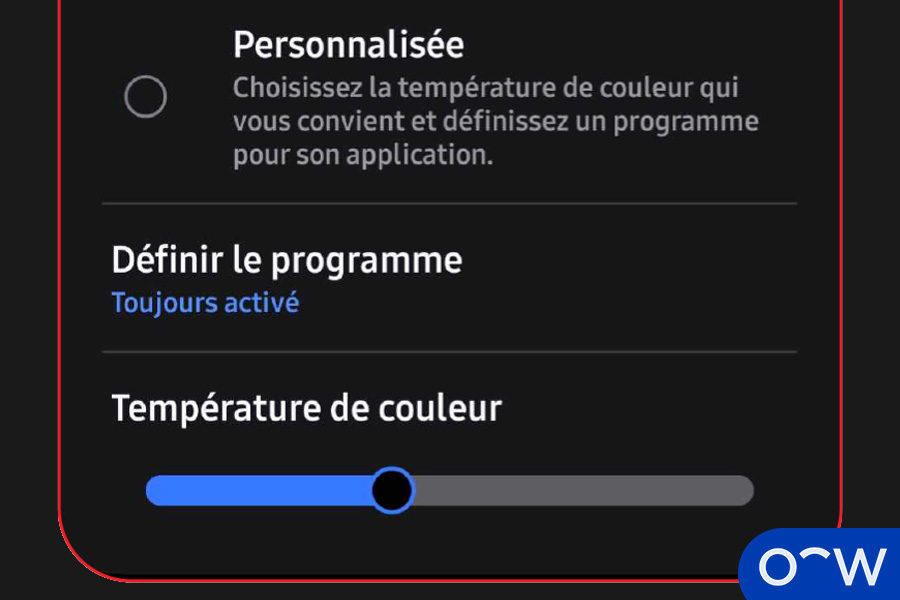 Personnalisée
Choisissez la température de couleur qui
vous convient et définissez un programme
pour son application.
Définir le programme
Toujours activé
Température de couleur